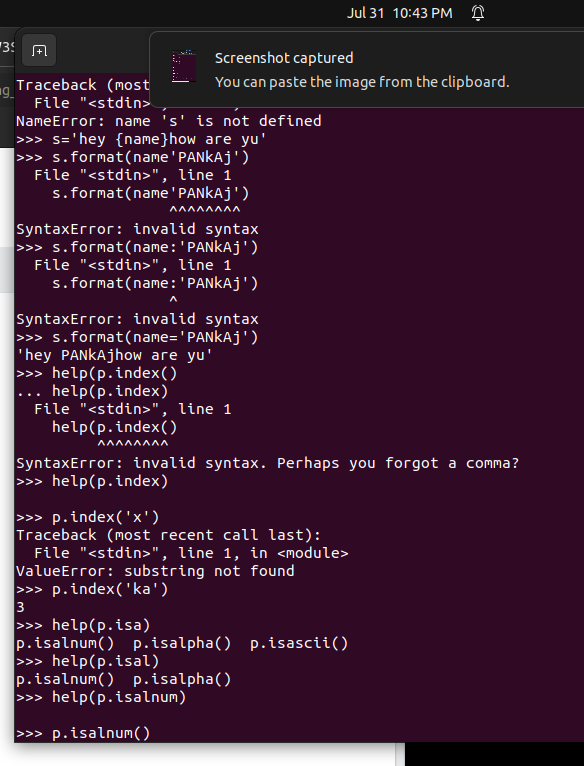 Jul 31 10:43 PM
Screenshot captured
You can paste the image from the clipboard.
Traceback (most
  File "<stdin>
NameError: name 's' is not defined
>>> s='hey {name}how are yu'
>>> s.format(name'PANkAj')
  File "<stdin>", line 1
    s.format(name'PANkAj')
                 ^^^^^^^^
SyntaxError: invalid syntax
>>> s.format(name:'PANkAj')
  File "<stdin>", line 1
    s.format(name:'PANkAj')
                 ^
SyntaxError: invalid syntax
>>> s.format(name='PANkAj')
'hey PANkAjhow are yu'
>>> help(p.index()
... help(p.index)
  File "<stdin>", line 1
    help(p.index()
         ^^^^^^^^
SyntaxError: invalid syntax. Perhaps you forgot a comma?
>>> help(p.index)
>>> p.index('x')
Traceback (most recent call last):
  File "<stdin>", line 1, in <module>
ValueError: substring not found
>>> p.index('ka')
3
>>> help(p.isa)
p.isalnum()  p.isalpha()  p.isascii()
>>> help(p.isal)
p.isalnum()  p.isalpha()
>>> help(p.isalnum)
>>> p.isalnum()